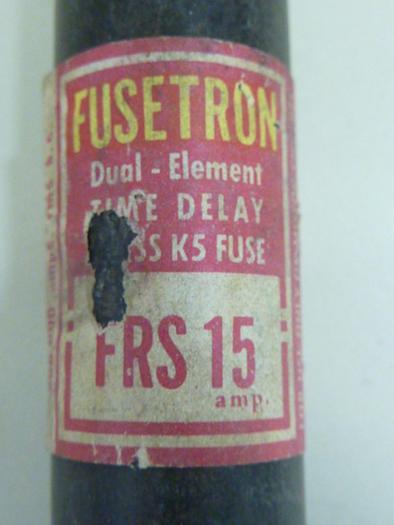 FUSETRON
Dual - Element
TIME DELAY
K5 FUSE
FRS 15
amp.